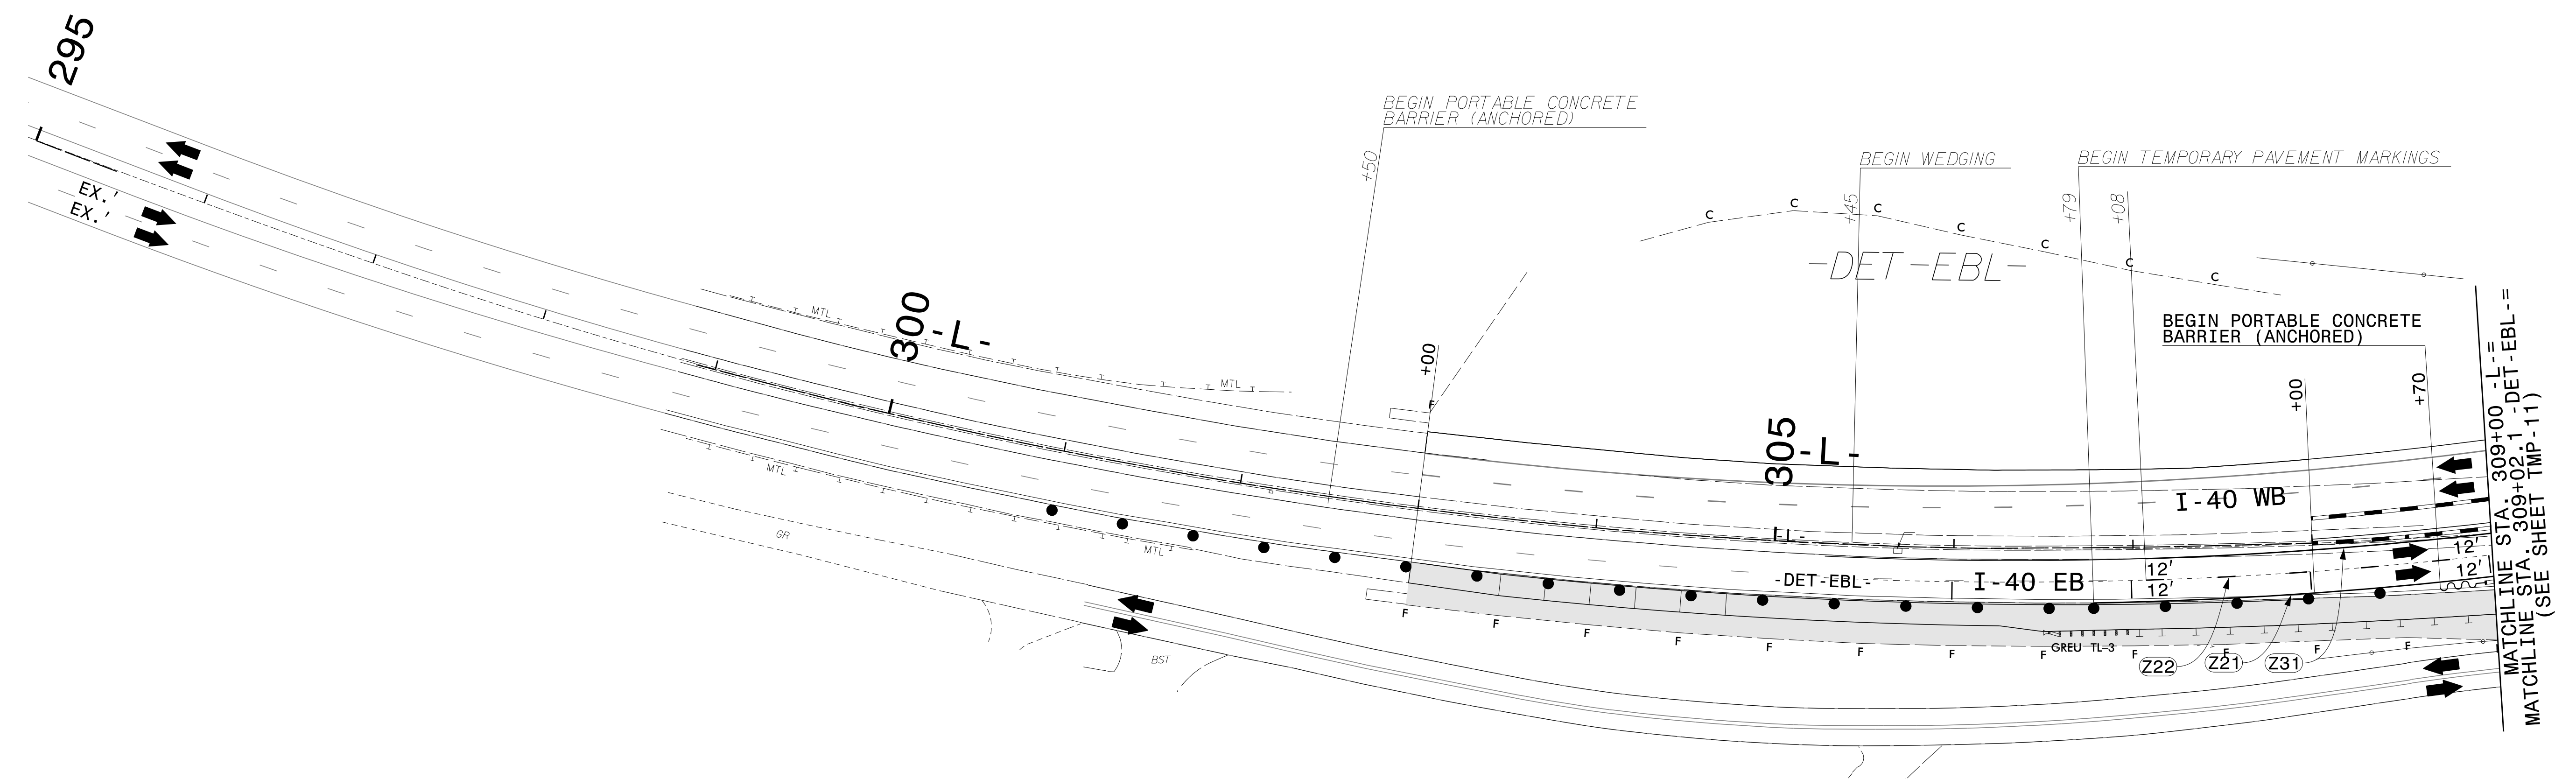 295
EX.'
EX.'
BEGIN PORTABLE CONCRETE
BARRIER (ANCHORED)
+50
BEGIN WEDGING
+45
BEGIN TEMPORARY PAVEMENT MARKINGS
+79
+08
C
C
C
C
C
C
C
-DET-EBL-
BEGIN PORTABLE CONCRETE
BARRIER (ANCHORED)
+00
+70
MTL
300
-L-
MTL
+00
F
305
-L-
I-40 WB
-L-
MTL
MTL
GR
BST
-DET-EBL-
I-40 EB
12'
12'
12'
12'
F
F
F
F
F
F
F
F
F
F
F
F
GREU TL-3
Z22
Z21
Z31
MATCHLINE STA. 309+00 -L-=
MATCHLINE STA. 309+02.1 -DET-EBL-=
(SEE SHEET TMP-11)